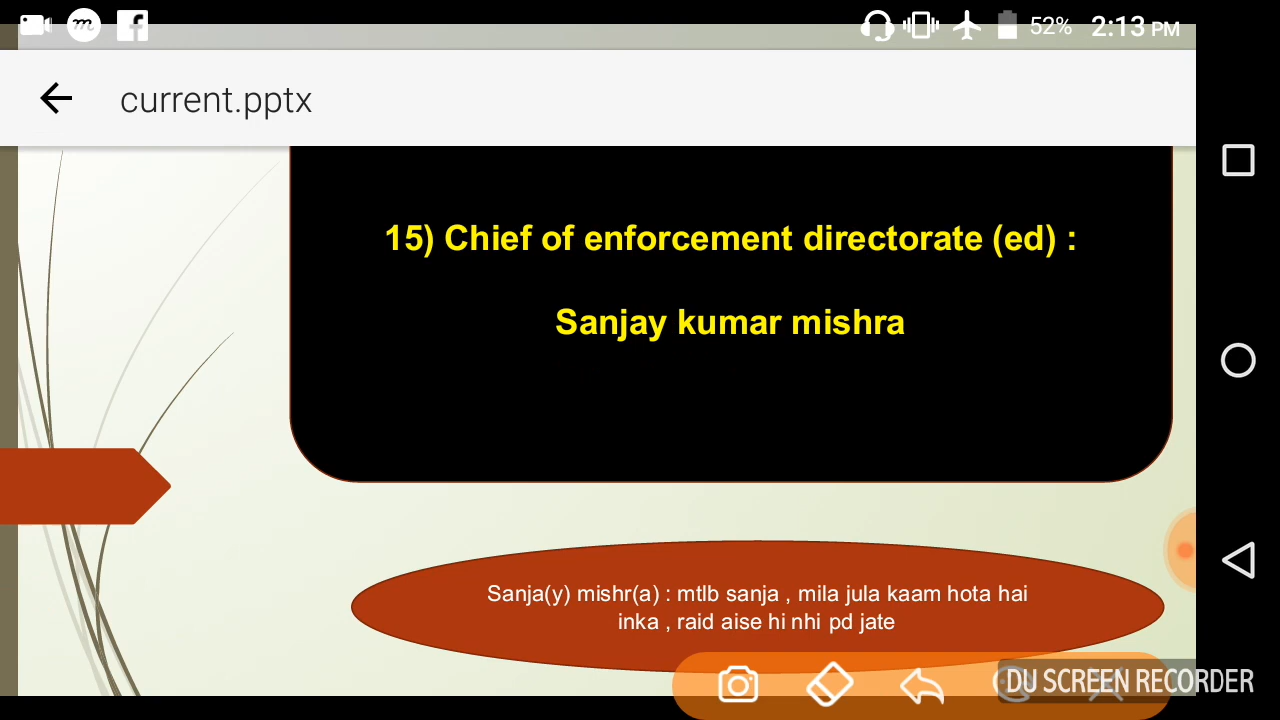 52% 2:13 PM
current.pptx
15) Chief of enforcement directorate (ed) :
Sanjay kumar mishra
Sanja(y) mishr(a) : mtlb sanja , mila jula kaam hota hai
inka , raid aise hi nhi pd jate
DU SCREEN RECORDER